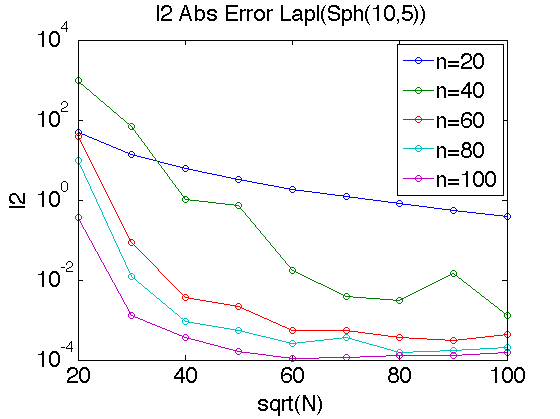 l2 Abs Error Lapl(Sph(10,5))
10^4
10^2
10^0
10^-2
10^-4
l2
n=20
n=40
n=60
n=80
n=100
20 40 60 80 100
sqrt(N)